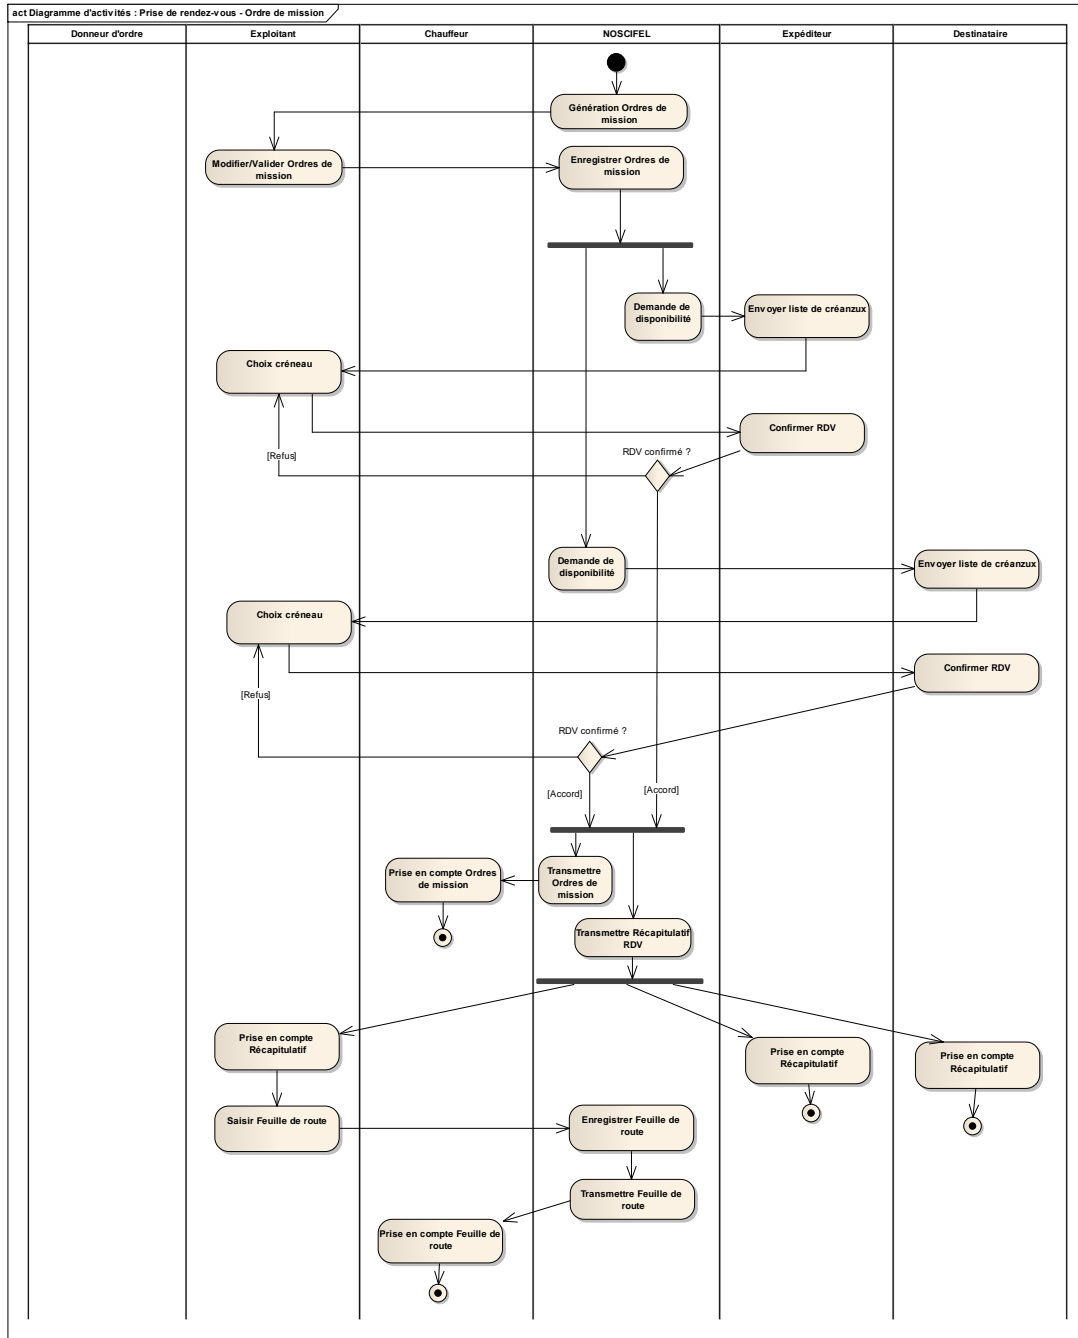 act Diagramme d'activités : Prise de rendez-vous - Ordre de mission
Donneur d'ordre
Exploitant
Chauffeur
NOSCIFEL
Expéditeur
Destinataire
Génération Ordres de
mission
Modifier/Valider Ordres de
mission
Enregistrer Ordres de
mission
Demande de
disponibilité
Envoyer liste de créanzux
Choix créneau
Confirmer RDV
[Refus]
RDV confirmé ?
Demande de
disponibilité
Envoyer liste de créanzux
Choix créneau
Confirmer RDV
[Refus]
RDV confirmé ?
[Accord]
[Accord]
Prise en compte Ordres
de mission
Transmettre
Ordres de
mission
Transmettre Récapitulatif
RDV
Prise en compte
Récapitulatif
Prise en compte
Récapitulatif
Prise en compte
Récapitulatif
Saisir Feuille de route
Enregistrer Feuille de
route
Transmettre Feuille de
route
Prise en compte Feuille de
route